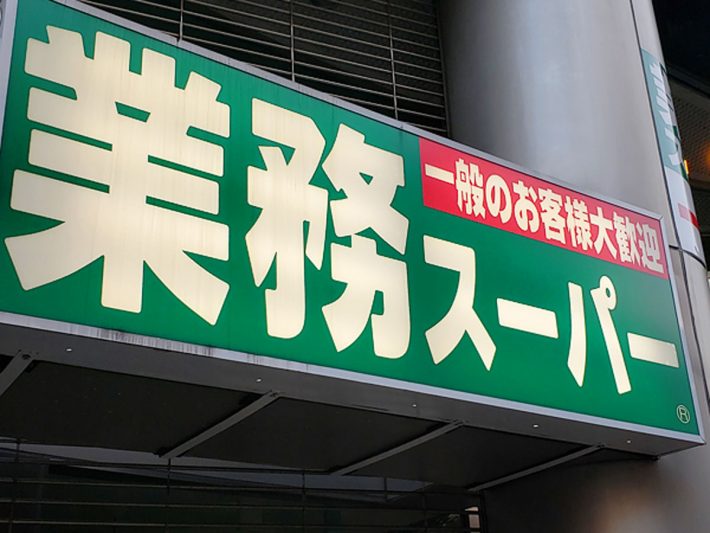 業務スーパー
一般のお客様大歓迎
®